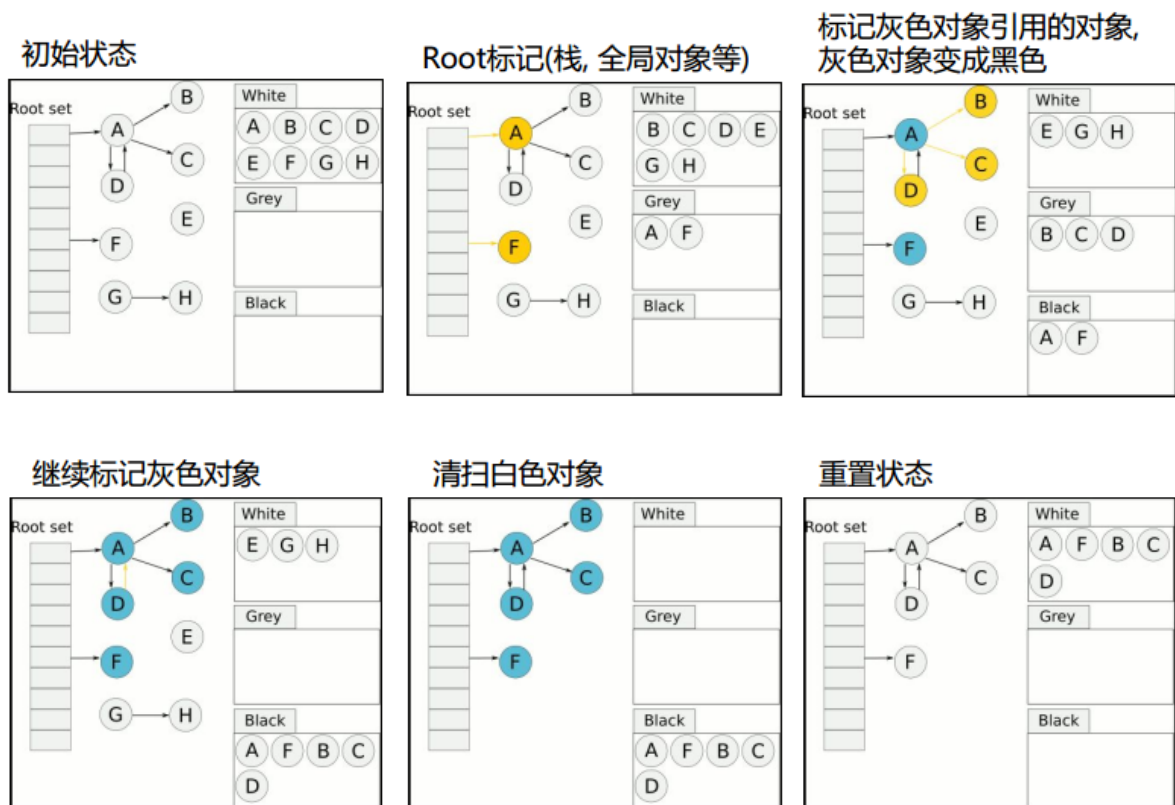 初始状态
Root set
A
B
C
D
E
F
G H
White
A B C D
E F G H
Grey
Black
Root标记(栈, 全局对象等)
Root set
A
B
C
D
E
F
G H
White
B C D E
G H
Grey
A F
Black
标记灰色对象引用的对象,
灰色对象变成黑色
Root set
A
B
C
D
E
F
G H
White
E G H
Grey
B C D
Black
A F
继续标记灰色对象
Root set
A
B
C
D
E
F
G H
White
E G H
Grey
Black
A F B C
D
清扫白色对象
Root set
A
B
C
D
F
White
Grey
Black
A F B C
D
重置状态
Root set
A
B
C
D
F
White
A F B C
D
Grey
Black